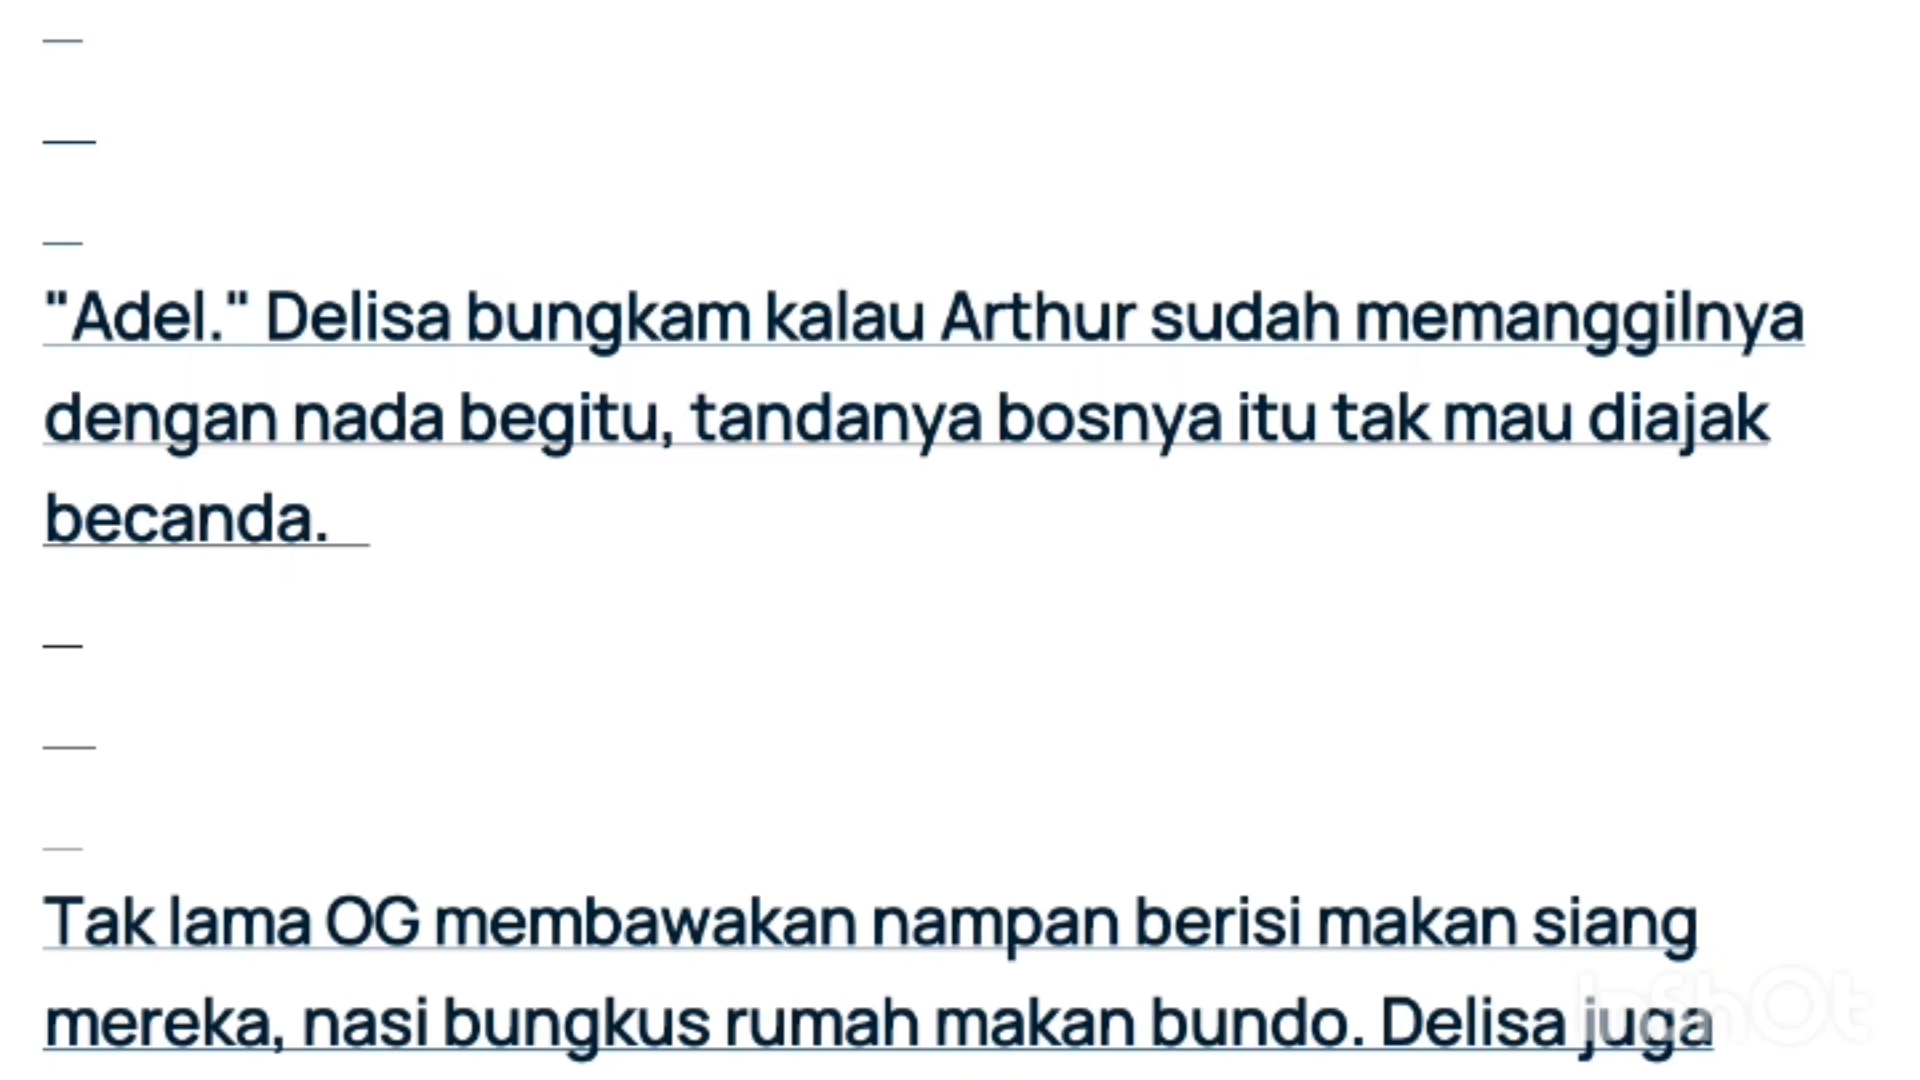 "Adel." Delisa bungkam kalau Arthur sudah memanggilnya
dengan nada begitu, tandanya bosnya itu tak mau diajak
becanda.
Tak lama OG membawakan nampan berisi makan siang
mereka, nasi bungkus rumah makan bundo. Delisa juga
InShOt